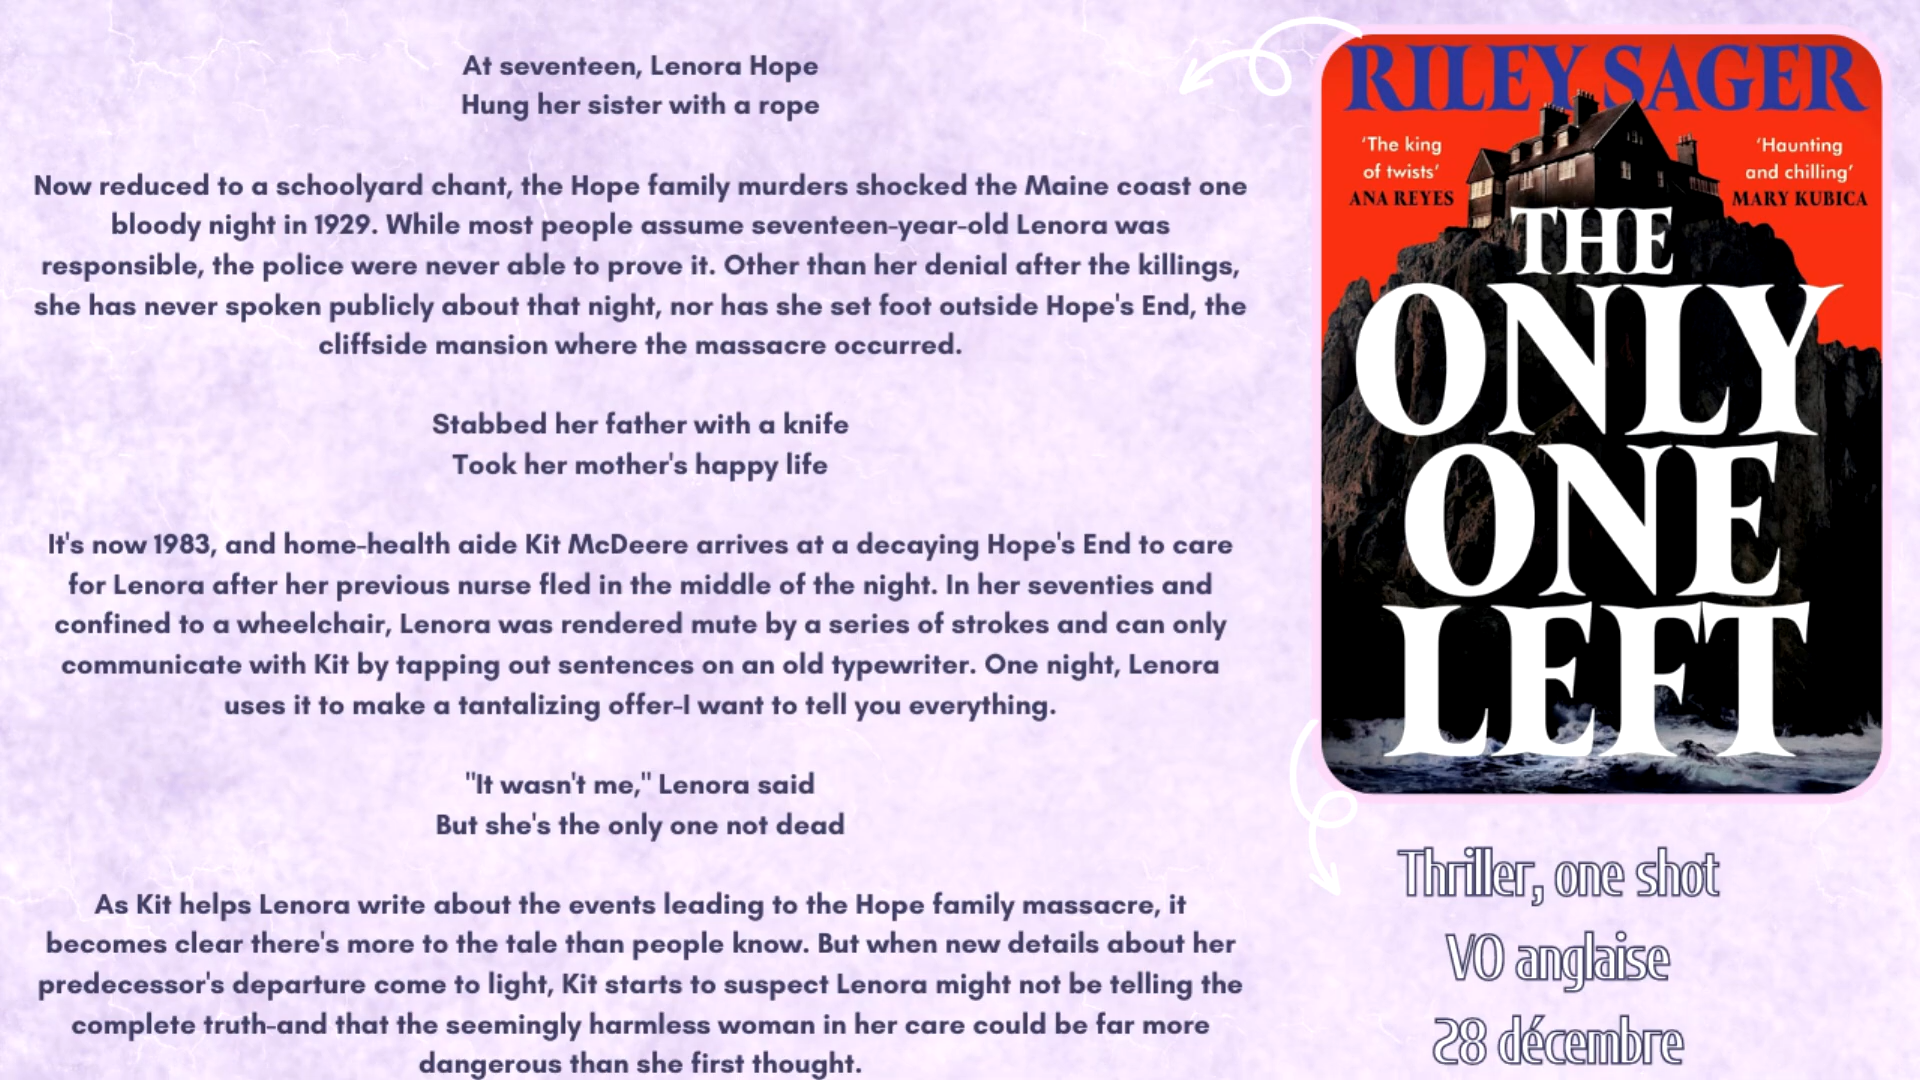 At seventeen, Lenora Hope
Hung her sister with a rope
Now reduced to a schoolyard chant, the Hope family murders shocked the Maine coast one
bloody night in 1929. While most people assume seventeen-year-old Lenora was
responsible, the police were never able to prove it. Other than her denial after the killings,
she has never spoken publicly about that night, nor has she set foot outside Hope's End, the
cliffside mansion where the massacre occurred.
Stabbed her father with a knife
Took her mother's happy life
It's now 1983, and home-health aide Kit McDeere arrives at a decaying Hope's End to care
for Lenora after her previous nurse fled in the middle of the night. In her seventies and
confined to a wheelchair, Lenora was rendered mute by a series of strokes and can only
communicate with Kit by tapping out sentences on an old typewriter. One night, Lenora
uses it to make a tantalizing offer-I want to tell you everything.
"It wasn't me," Lenora said
But she's the only one not dead
As Kit helps Lenora write about the events leading to the Hope family massacre, it
becomes clear there's more to the tale than people know. But when new details about her
predecessor's departure come to light, Kit starts to suspect Lenora might not be telling the
complete truth-and that the seemingly harmless woman in her care could be far more
dangerous than she first thought.
RILEY SAGER
'The king
of twists'
ANA REYES
'Haunting
and chilling'
MARY KUBICA
THE
ONLY
ONE
LEFT
Thriller, one shot
VO anglaise
28 décembre